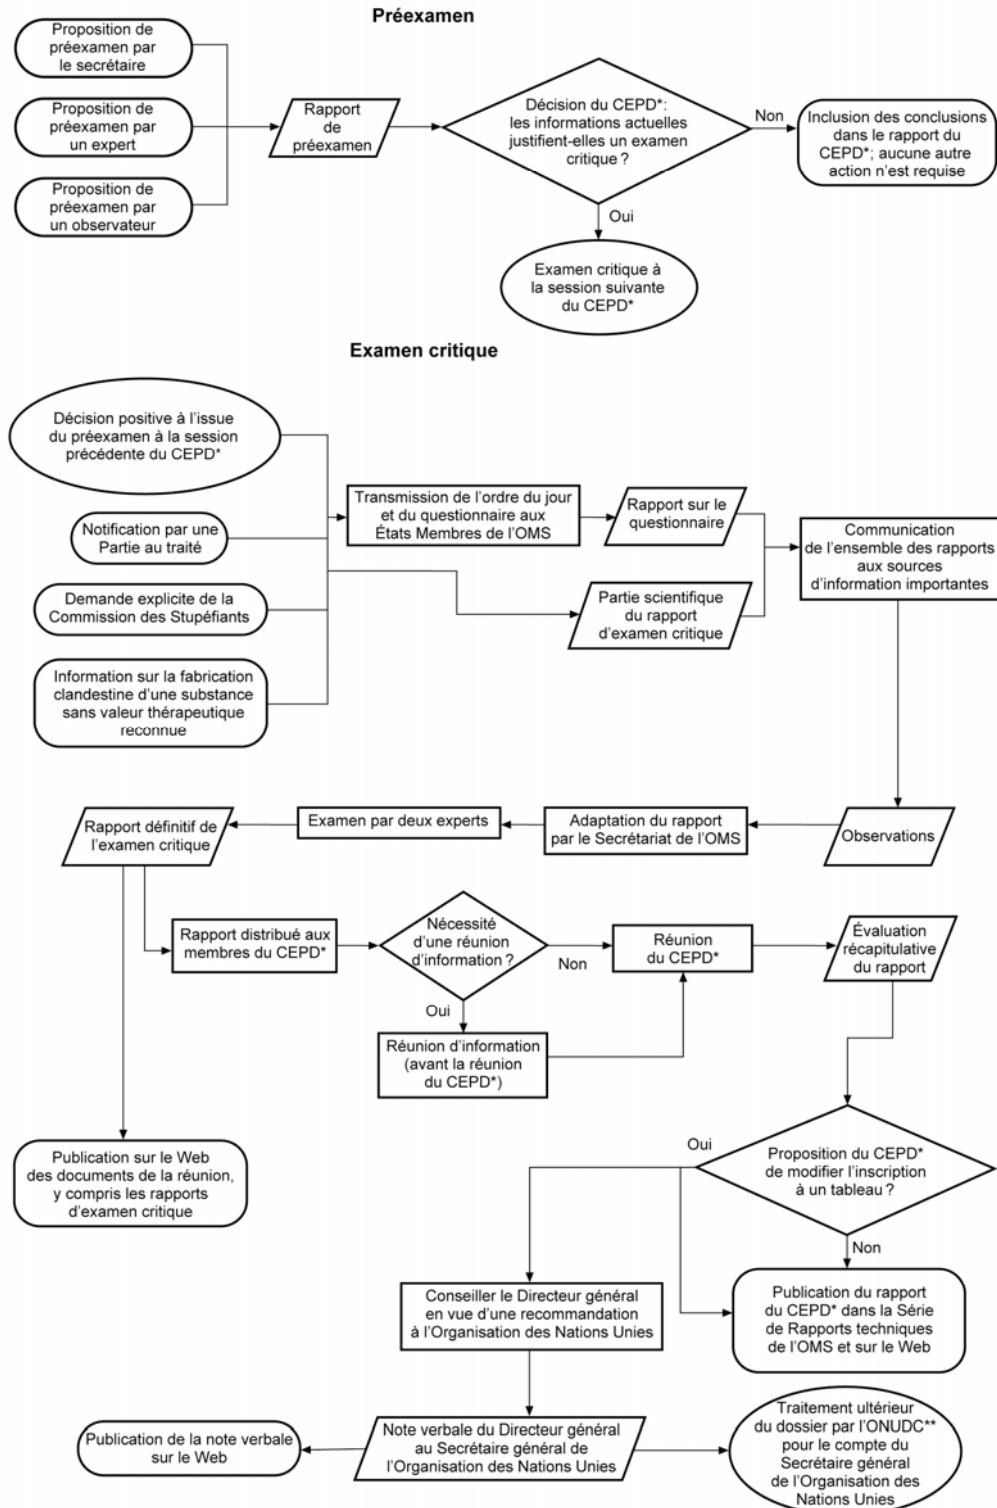 Préexamen
Proposition de
préexamen par
le secrétaire
Proposition de
préexamen par
un expert
Proposition de
préexamen par
un observateur
Rapport
de
préexamen
Décision du CEPD*:
les informations actuelles
justifient-elles un examen
critique ?
Non
Inclusion des conclusions
dans le rapport du
CEPD*; aucune autre
action n’est requise
Oui
Examen critique à
la session suivante
du CEPD*
Examen critique
Décision positive à l’issue
du préexamen à la session
précédente du CEPD*
Notification par une
Partie au traité
Demande explicite de la
Commission des Stupéfiants
Information sur la fabrication
clandestine d’une substance
sans valeur thérapeutique
reconnue
Transmission de l’ordre du jour
et du questionnaire aux
États Membres de l’OMS
Rapport sur le
questionnaire
Partie scientifique
du rapport
d’examen critique
Communication
de l’ensemble des rapports
aux sources
d’information importantes
Observations
Adaptation du rapport
par le Secrétariat de l’OMS
Examen par deux experts
Rapport définitif de
l’examen critique
Rapport distribué aux
membres du CEPD*
Nécessité
d’une réunion
d’information ?
Non
Oui
Réunion d’information
(avant la réunion
du CEPD*)
Réunion
du CEPD*
Évaluation
récapitulative
du rapport
Publication sur le Web
des documents de la réunion,
y compris les rapports
d’examen critique
Proposition du CEPD*
de modifier l’inscription
à un tableau ?
Oui
Non
Conseiller le Directeur général
en vue d’une recommandation
à l’Organisation des Nations Unies
Publication du rapport
du CEPD* dans la Série
de Rapports techniques
de l’OMS et sur le Web
Note verbale du Directeur général
au Secrétaire général de
l’Organisation des Nations Unies
Publication de la note verbale
sur le Web
Traitement ultérieur
du dossier par l’ONUDC**
pour le compte du
Secrétaire général
de l’Organisation des
Nations Unies